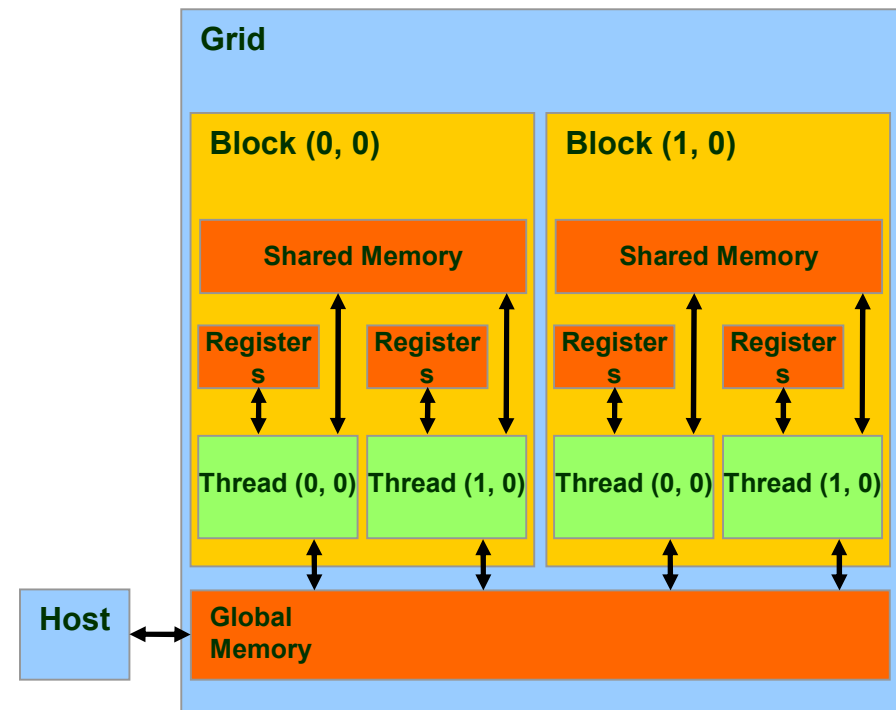 Grid
Block (0, 0)
Block (1, 0)
Shared Memory
Shared Memory
Register
s
Register
s
Register
s
Register
s
Thread (0, 0)
Thread (1, 0)
Thread (0, 0)
Thread (1, 0)
Host
Global
Memory